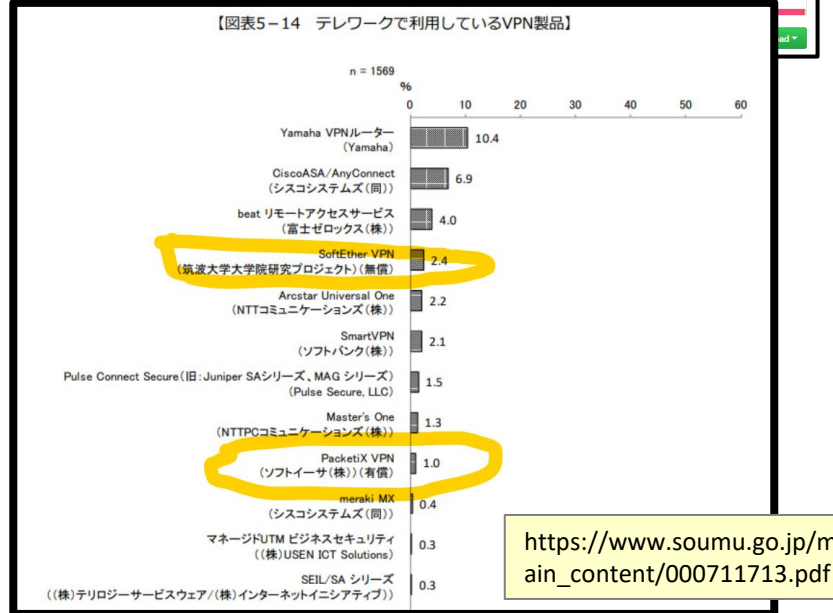 【図表5－14　テレワークで利用しているVPN製品】
n = 1569
%
0 10 20 30 40 50 60
Yamaha VPNルーター
(Yamaha)
10.4
CiscoASA/AnyConnect
(シスコシステムズ(同))
6.9
beat リモートアクセスサービス
(富士ゼロックス(株))
4.0
SoftEther VPN
(筑波大学大学院研究プロジェクト)(無償)
2.4
Arcstar Universal One
(NTTコミュニケーションズ(株))
2.2
SmartVPN
(ソフトバンク(株))
2.1
Pulse Connect Secure(旧:Juniper SAシリーズ、MAG シリーズ)
(Pulse Secure, LLC)
1.5
Master's One
(NTTPCコミュニケーションズ(株))
1.3
PacketiX VPN
(ソフトイーサ(株))(有償)
1.0
meraki MX
(シスコシステムズ(同))
0.4
マネージドUTM ビジネスセキュリティ
((株)USEN ICT Solutions)
0.3
SEIL/SA シリーズ
((株)テリロジーサービスウェア/(株)インターネットイニシアティブ))
0.3
https://www.soumu.go.jp/m
ain_content/000711713.pdf